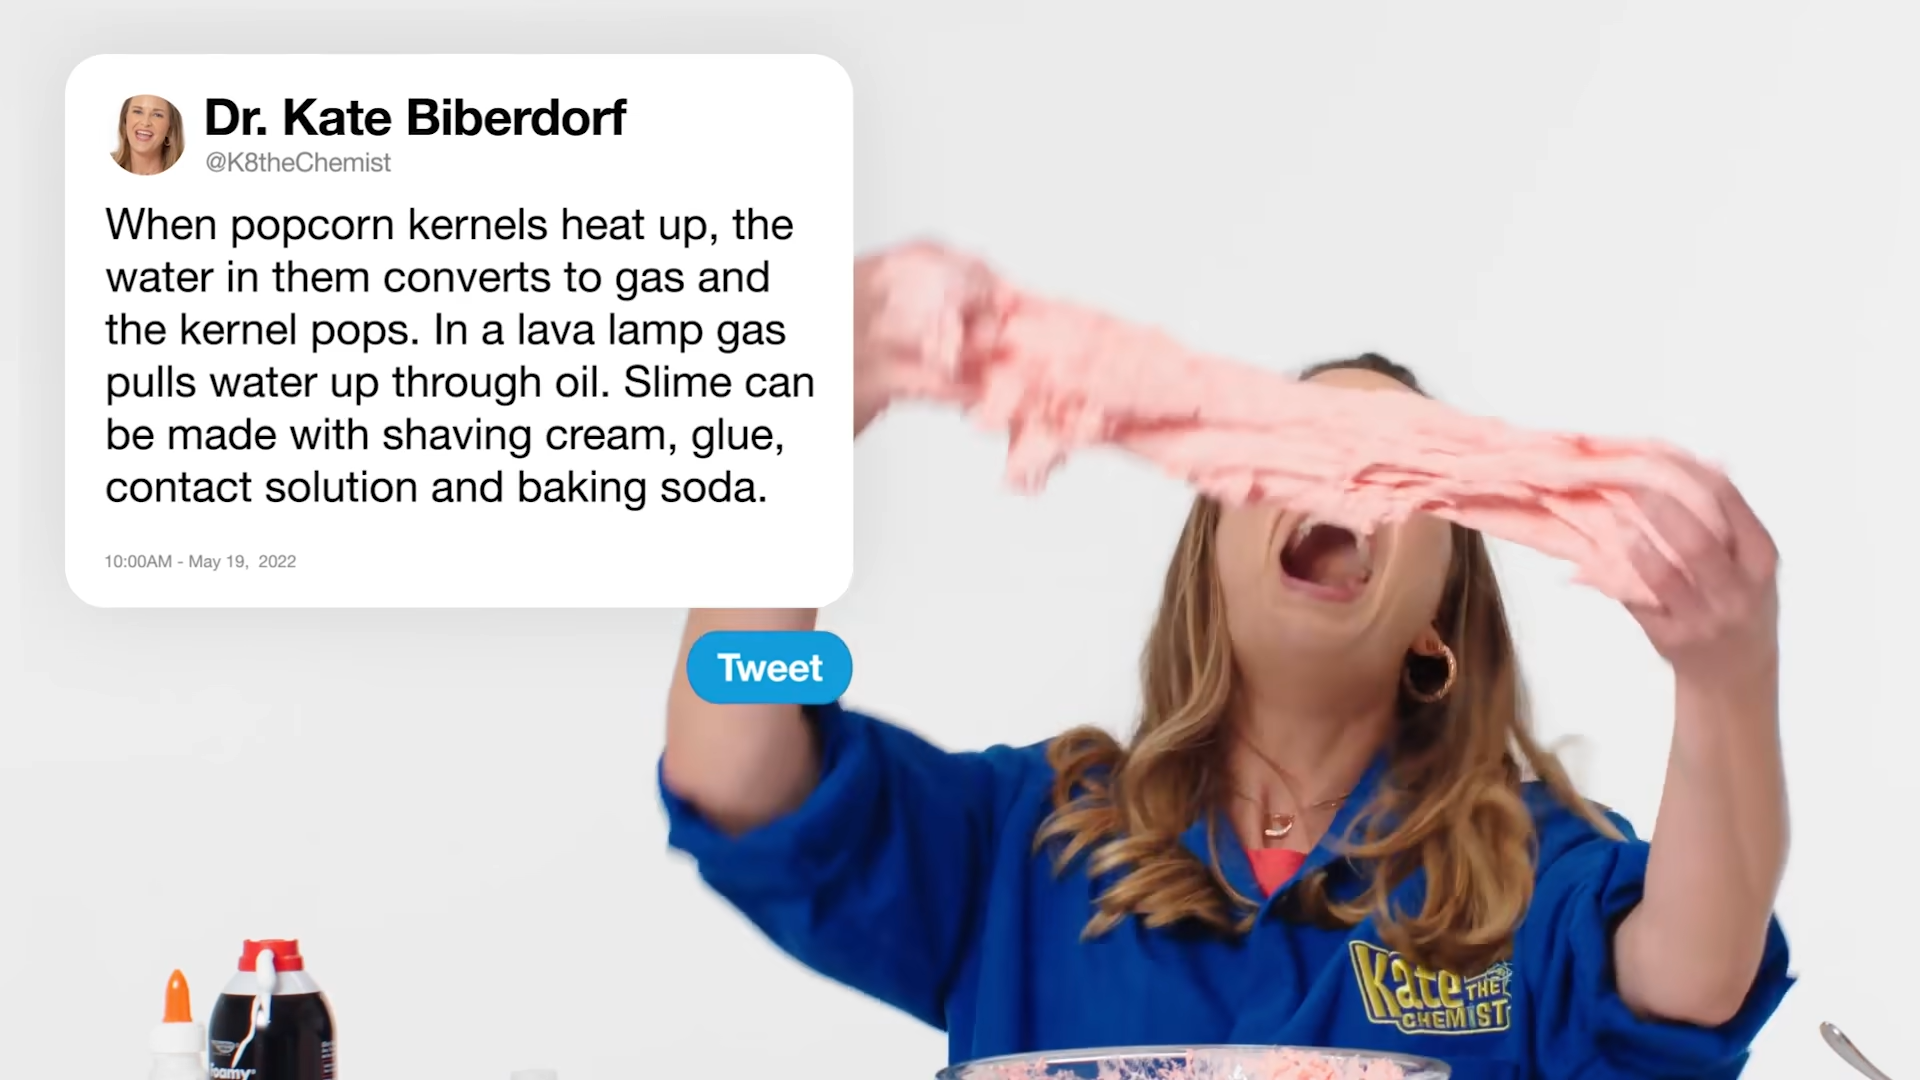 Dr. Kate Biberdorf
@K8theChemist
When popcorn kernels heat up, the
water in them converts to gas and
the kernel pops. In a lava lamp gas
pulls water up through oil. Slime can
be made with shaving cream, glue,
contact solution and baking soda.
10:00AM - May 19, 2022
Tweet
Kate
THE
CHEMIST
Foamy